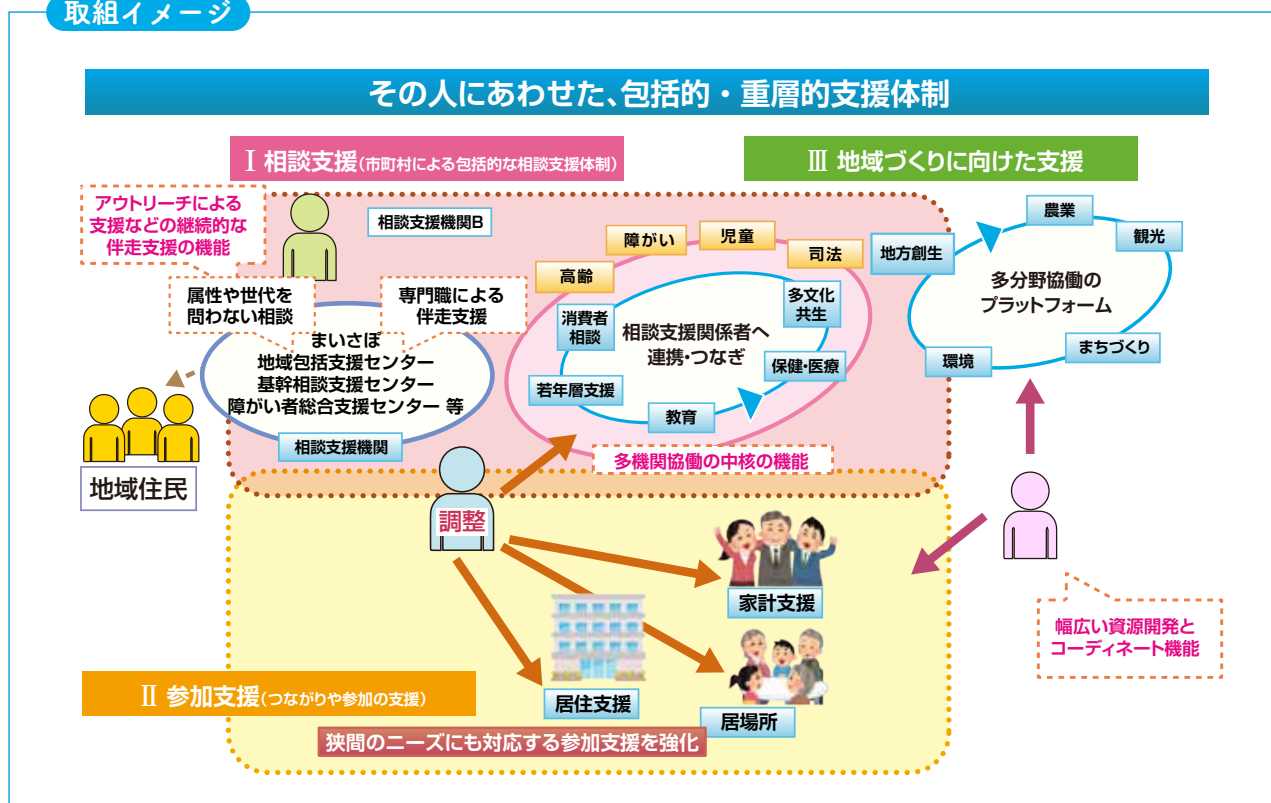 取組イメージ
その人にあわせた、包括的・重層的支援体制
Ⅰ 相談支援(市町村による包括的な相談支援体制)
Ⅲ 地域づくりに向けた支援
アウトリーチによる
支援などの継続的な
伴走支援の機能
相談支援機関B
属性や世代を
問わない相談
専門職による
伴走支援
まいさぽ
地域包括支援センター
基幹相談支援センター
障がい者総合支援センター 等
相談支援機関
地域住民
高齢
障がい
児童
司法
消費者
相談
多文化
共生
相談支援関係者へ
連携・つなぎ
若年層支援
保健・医療
教育
多機関協働の中核の機能
地方創生
農業
観光
多分野協働の
プラットフォーム
環境
まちづくり
調整
家計支援
居住支援
居場所
幅広い資源開発と
コーディネート機能
Ⅱ 参加支援(つながりや参加の支援)
狭間のニーズにも対応する参加支援を強化